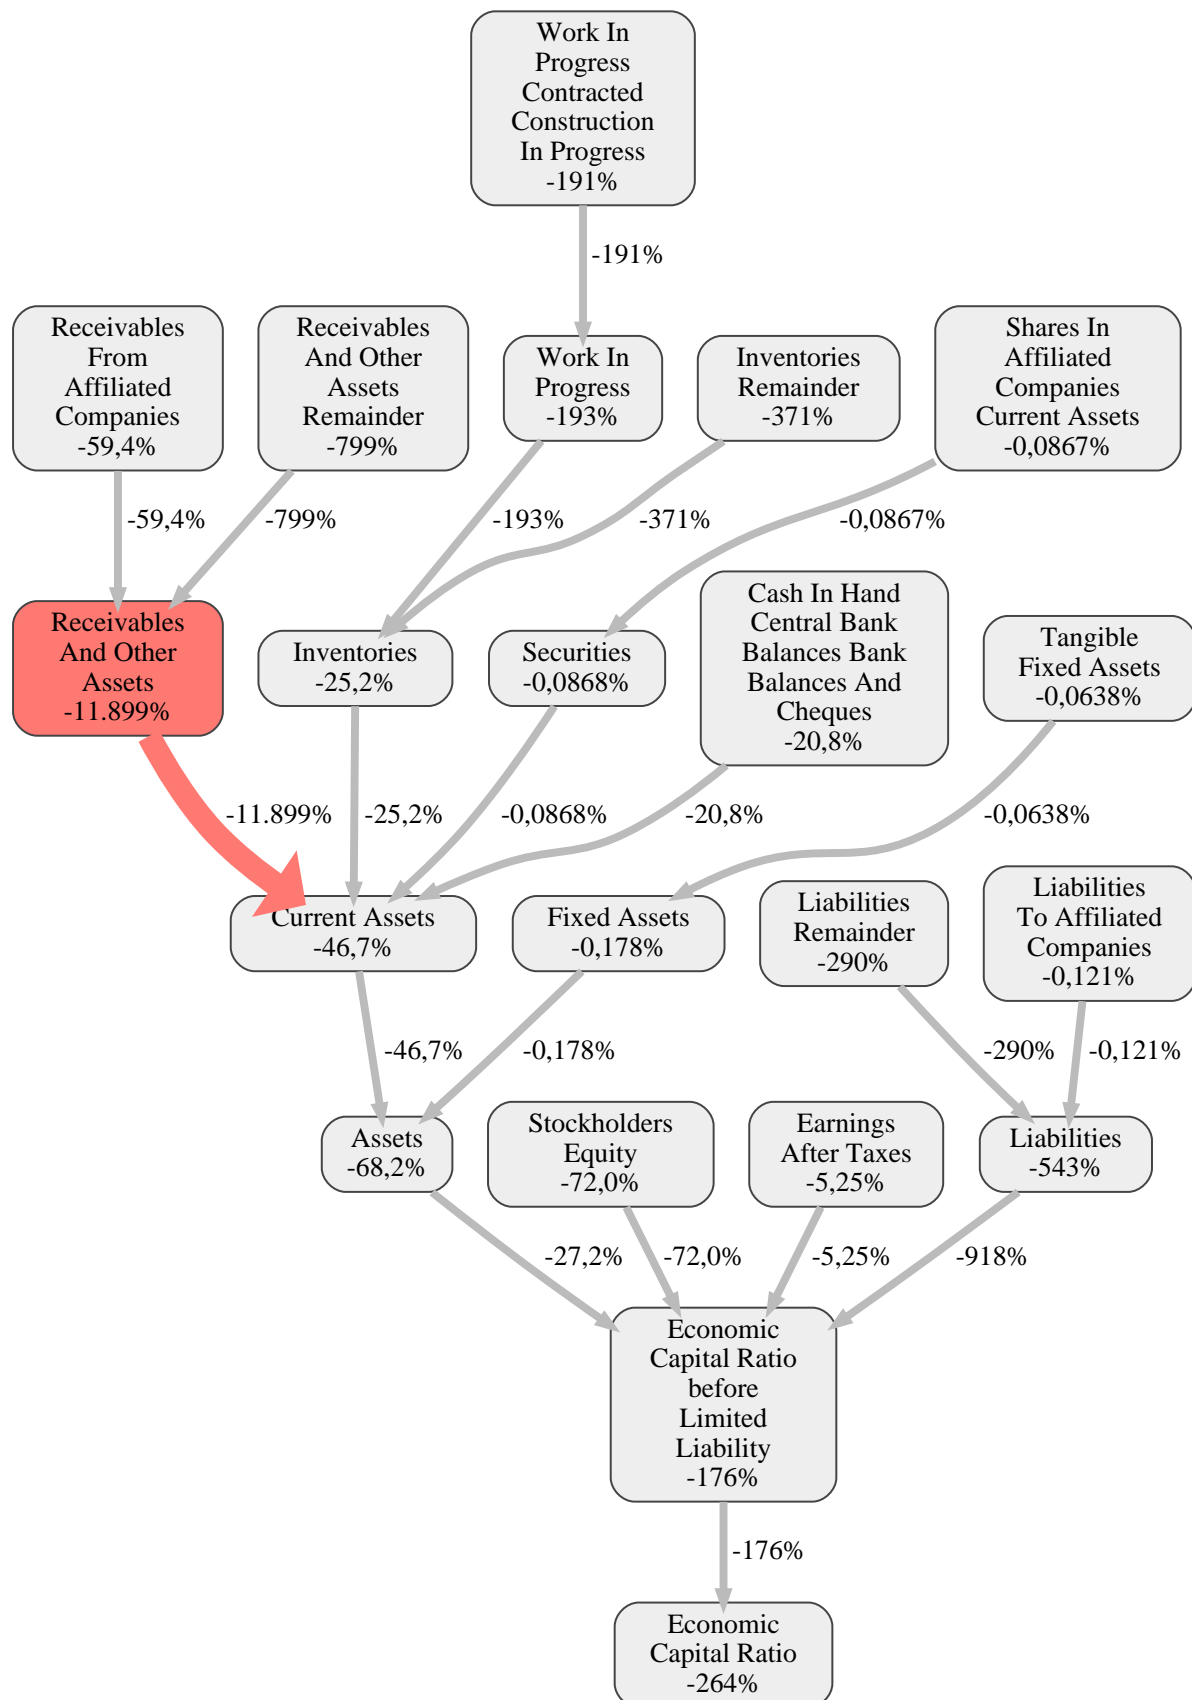 Work In
Progress
Contracted
Construction
In Progress
-191%
-191%
Receivables
From
Affiliated
Companies
-59,4%
Receivables
And Other
Assets
Remainder
-799%
Work In
Progress
-193%
Inventories
Remainder
-371%
Shares In
Affiliated
Companies
Current Assets
-0,0867%
-59,4%
-799%
-193%
-371%
-0,0867%
Receivables
And Other
Assets
-11.899%
Inventories
-25,2%
Securities
-0,0868%
Cash In Hand
Central Bank
Balances Bank
Balances And
Cheques
-20,8%
Tangible
Fixed Assets
-0,0638%
-11.899%
-25,2%
-0,0868%
-20,8%
-0,0638%
Current Assets
-46,7%
Fixed Assets
-0,178%
Liabilities
Remainder
-290%
Liabilities
To Affiliated
Companies
-0,121%
-46,7%
-0,178%
-290%
-0,121%
Assets
-68,2%
Stockholders
Equity
-72,0%
Earnings
After Taxes
-5,25%
Liabilities
-543%
-27,2%
-72,0%
-5,25%
-918%
Economic
Capital Ratio
before
Limited
Liability
-176%
-176%
Economic
Capital Ratio
-264%